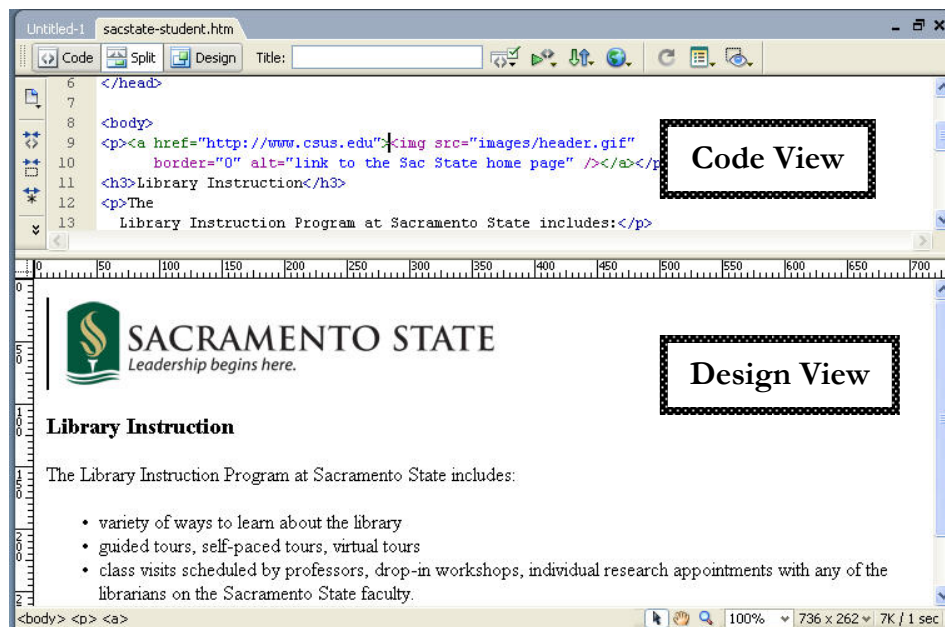 Untitled-1 sacstate-student.htm
Code Split Design Title:
6 </head>
7
8 <body>
9 <p><a href="http://www.csus.edu"><img src="images/header.gif"
10 border="0" alt="link to the Sac State home page" /></a></p
11 <h3>Library Instruction</h3>
12 <p>The
13 Library Instruction Program at Sacramento State includes:</p>
Code View
0 50 100 150 200 250 300 350 400 450 500 550 600 650 700
0
50
100
150
200
2
SACRAMENTO STATE
Leadership begins here.
Design View
Library Instruction
The Library Instruction Program at Sacramento State includes:
• variety of ways to learn about the library
• guided tours, self-paced tours, virtual tours
• class visits scheduled by professors, drop-in workshops, individual research appointments with any of the
librarians on the Sacramento State faculty.
<body> <p> <a> 100% 736 x 262 7K / 1 sec